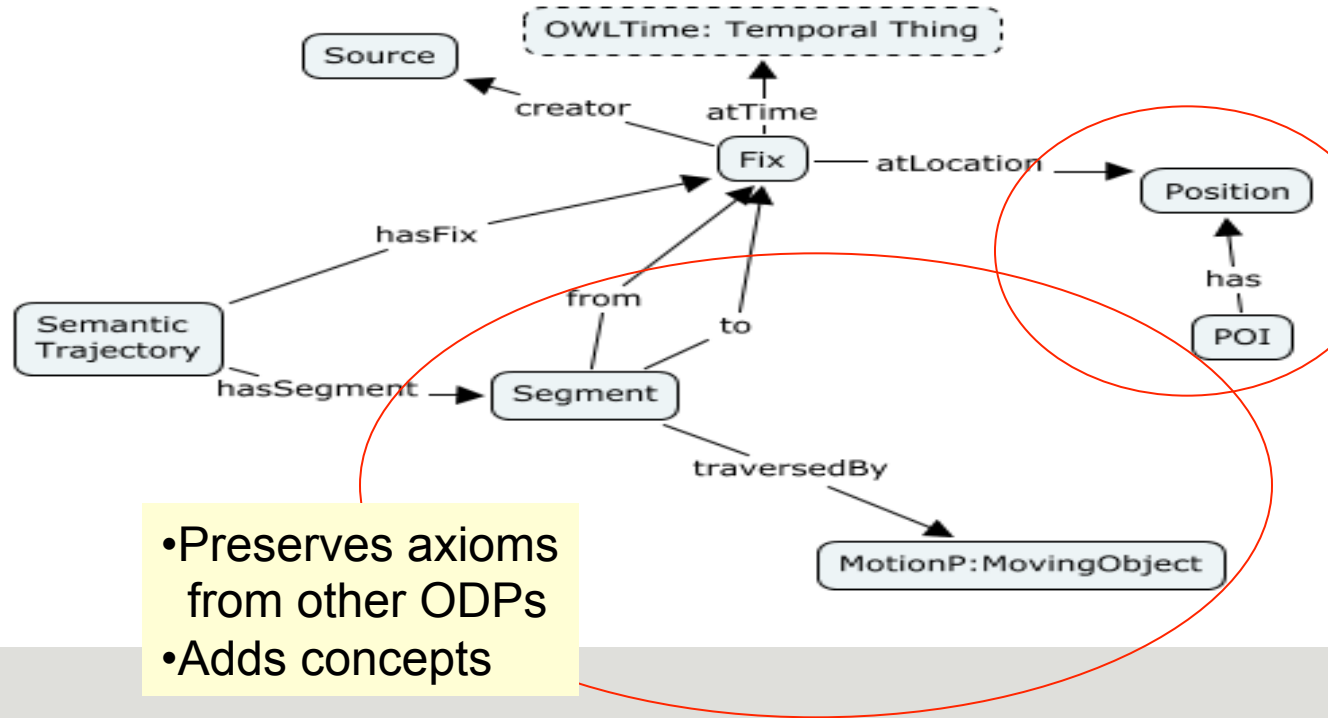 OWLTime: Temporal Thing
Source
creator
atTime
Fix
atLocation
Position
hasFix
has
from
Semantic
Trajectory
to
POI
hasSegment
Segment
traversedBy
•Preserves axioms
from other ODPs
•Adds concepts
MotionP:MovingObject